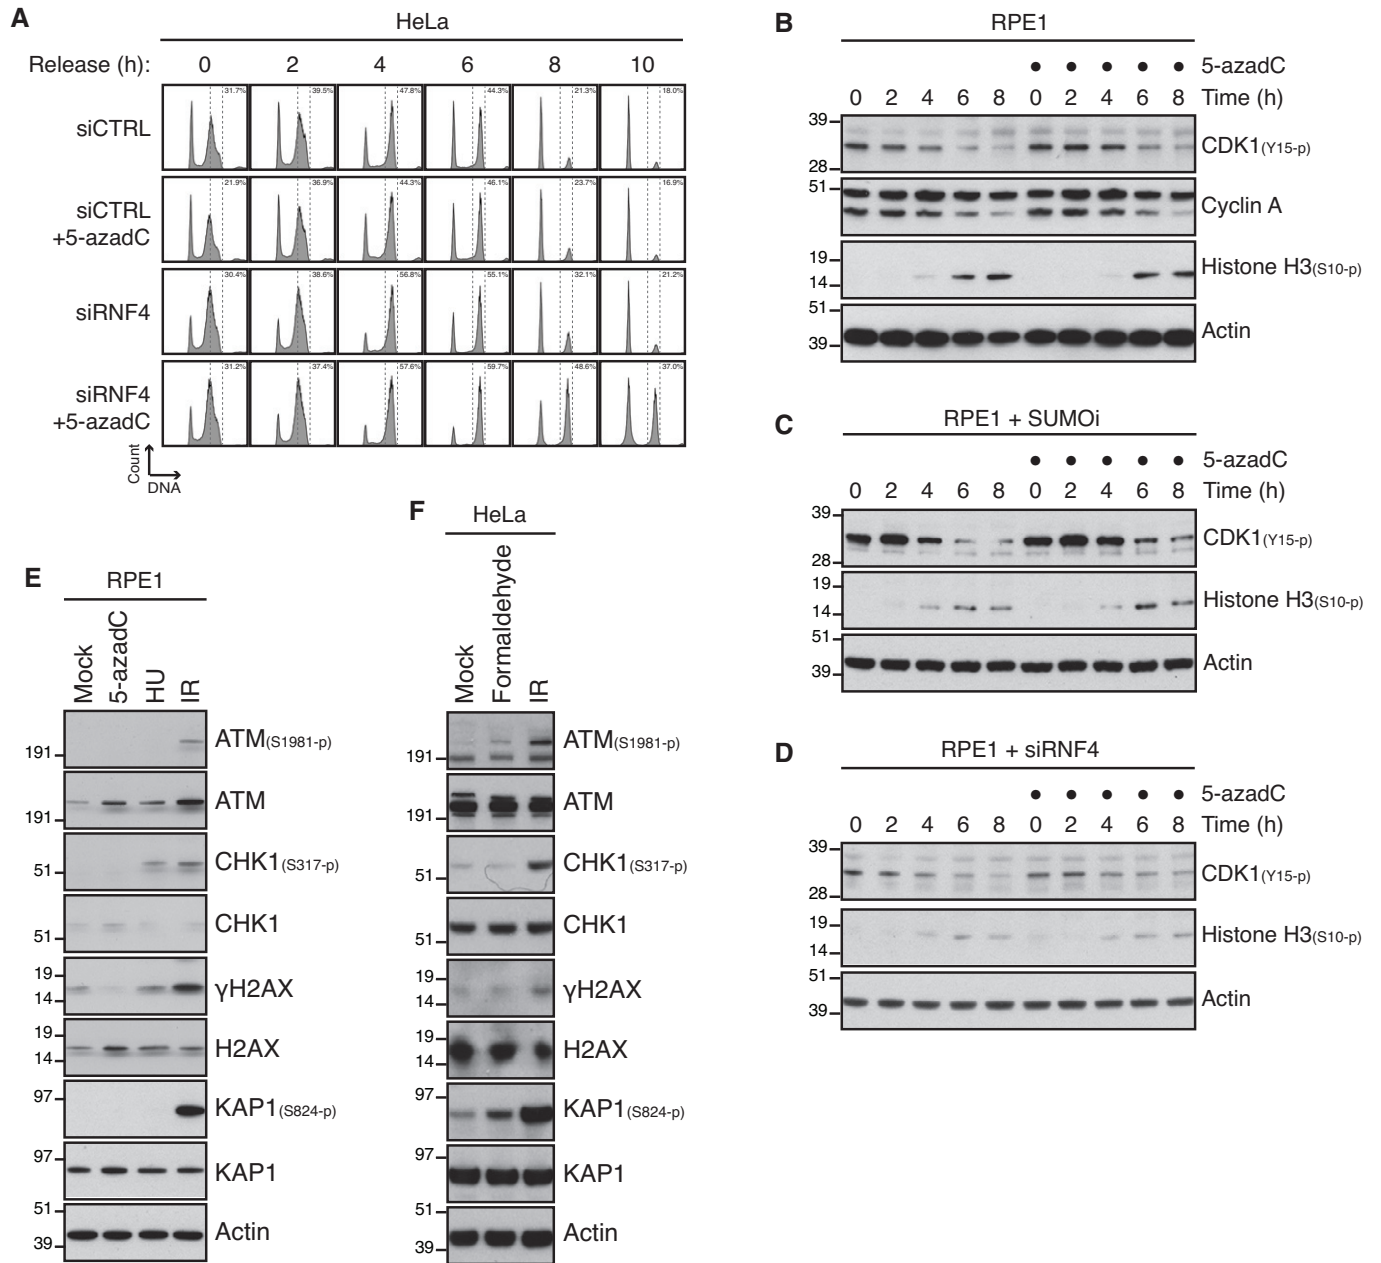 A
HeLa
Release (h): 0 2 4 6 8 10
siCTRL
31.7% 39.5% 47.8% 44.3% 21.3% 18.0%
siCTRL
+5-azadC
21.9% 36.9% 44.3% 46.1% 23.7% 16.9%
siRNF4
30.4% 38.6% 56.8% 55.1% 32.1% 21.2%
siRNF4
+5-azadC
31.2% 37.4% 57.6% 59.7% 48.6% 37.0%
Count
DNA
B
RPE1
5-azadC
0 2 4 6 8 0 2 4 6 8 Time (h)
39
28
CDK1(Y15-p)
51
Cyclin A
19
14
Histone H3(S10-p)
51
39
Actin
C
RPE1 + SUMOi
5-azadC
0 2 4 6 8 0 2 4 6 8 Time (h)
39
28
CDK1(Y15-p)
19
14
Histone H3(S10-p)
51
39
Actin
D
RPE1 + siRNF4
5-azadC
0 2 4 6 8 0 2 4 6 8 Time (h)
39
28
CDK1(Y15-p)
19
14
Histone H3(S10-p)
51
39
Actin
E
RPE1
Mock
5-azadC
HU
IR
191
ATM(S1981-p)
191
ATM
51
CHK1(S317-p)
51
CHK1
19
14
γH2AX
19
14
H2AX
97
KAP1(S824-p)
97
KAP1
51
39
Actin
F
HeLa
Mock
Formaldehyde
IR
191
ATM(S1981-p)
191
ATM
51
CHK1(S317-p)
51
CHK1
19
14
γH2AX
19
14
H2AX
97
KAP1(S824-p)
97
KAP1
51
39
Actin